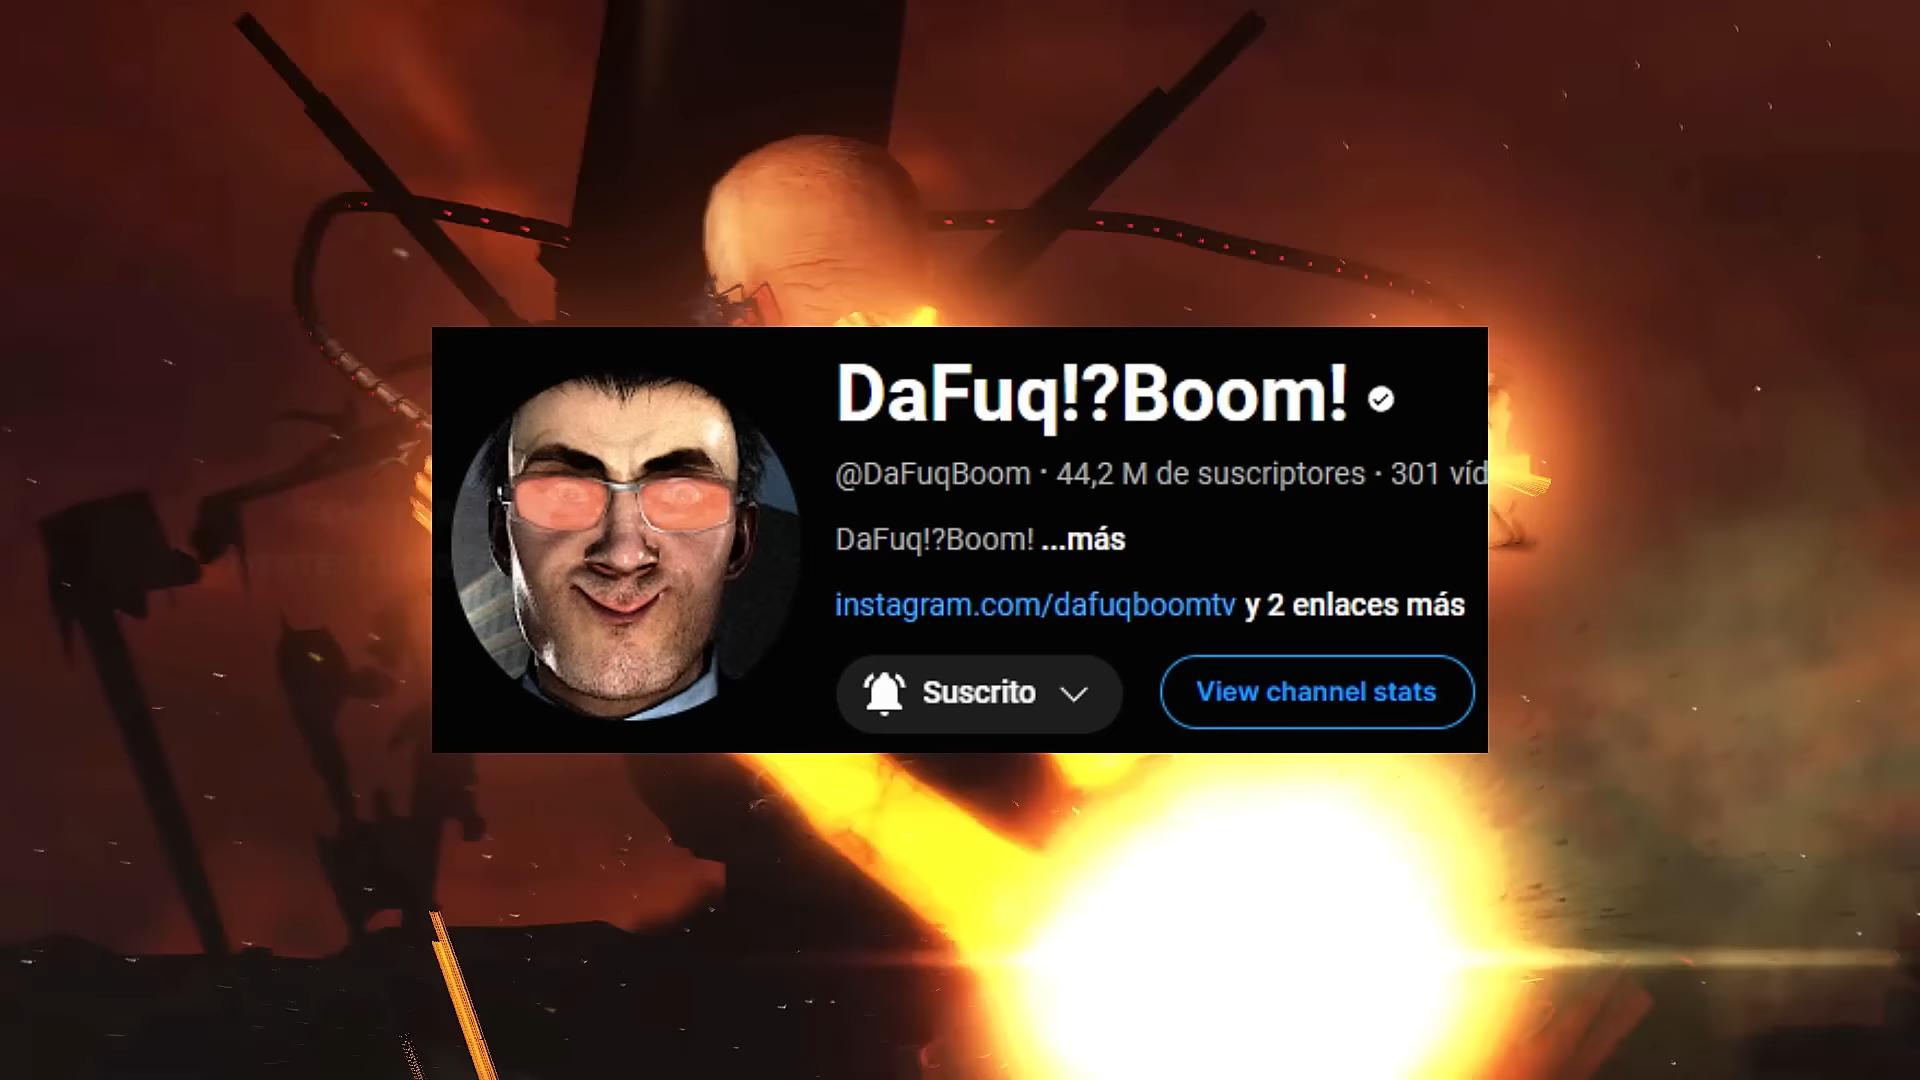 DaFuq!?Boom!
@DaFuqBoom · 44,2 M de suscriptores · 301 víd
DaFuq!?Boom! ...más
instagram.com/dafuqboomtv y 2 enlaces más
Suscrito
View channel stats